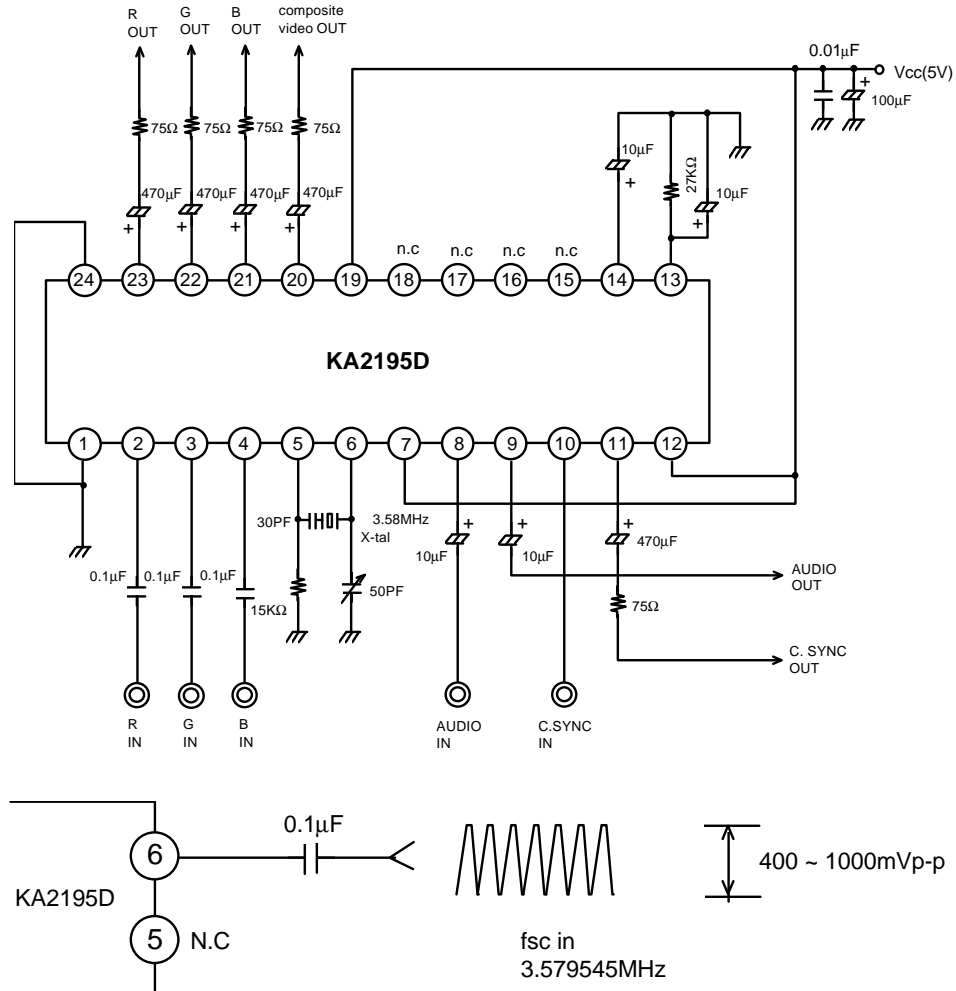 R
OUT
G
OUT
B
OUT
composite
video OUT
0.01µF
Vcc(5V)
100µF
75Ω
75Ω
75Ω
75Ω
10µF
27KΩ
10µF
470µF
470µF
470µF
470µF
+
+
+
+
+
+
+
n.c
n.c
n.c
n.c
24
23
22
21
20
19
18
17
16
15
14
13
KA2195D
1
2
3
4
5
6
7
8
9
10
11
12
30PF
3.58MHz
X-tal
+
+
+
10µF
10µF
470µF
0.1µF
0.1µF
0.1µF
15KΩ
50PF
75Ω
AUDIO
OUT
C. SYNC
OUT
R
IN
G
IN
B
IN
AUDIO
IN
C.SYNC
IN
0.1µF
6
KA2195D
5
N.C
400 ~ 1000mVp-p
fsc in
3.579545MHz